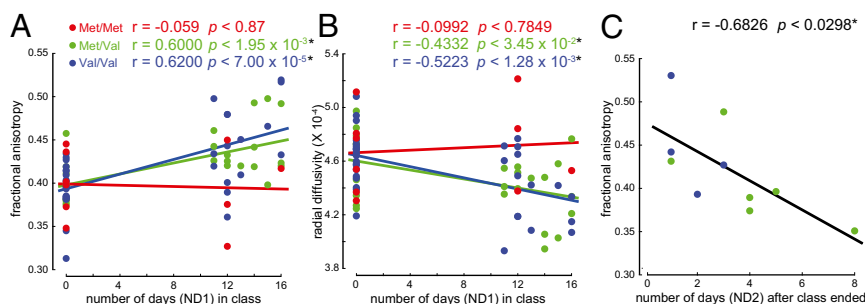 A
Met/Met r = -0.059 p < 0.87
Met/Val r = 0.6000 p < 1.95 x 10-3*
Val/Val r = 0.6200 p < 7.00 x 10-5*
fractional anisotropy
0.55
0.50
0.45
0.40
0.35
0.30
0 4 8 12 16
number of days (ND1) in class
B
r = -0.0992 p < 0.7849
r = -0.4332 p < 3.45 x 10-2*
r = -0.5223 p < 1.28 x 10-3*
radial diffusivity (X 10-4)
5.4
5.0
4.6
4.2
3.8
0 4 8 12 16
number of days (ND1) in class
C
r = -0.6826 p < 0.0298*
fractional anisotropy
0.60
0.55
0.50
0.45
0.40
0.35
0.30
0 2 4 6 8
number of days (ND2) after class ended